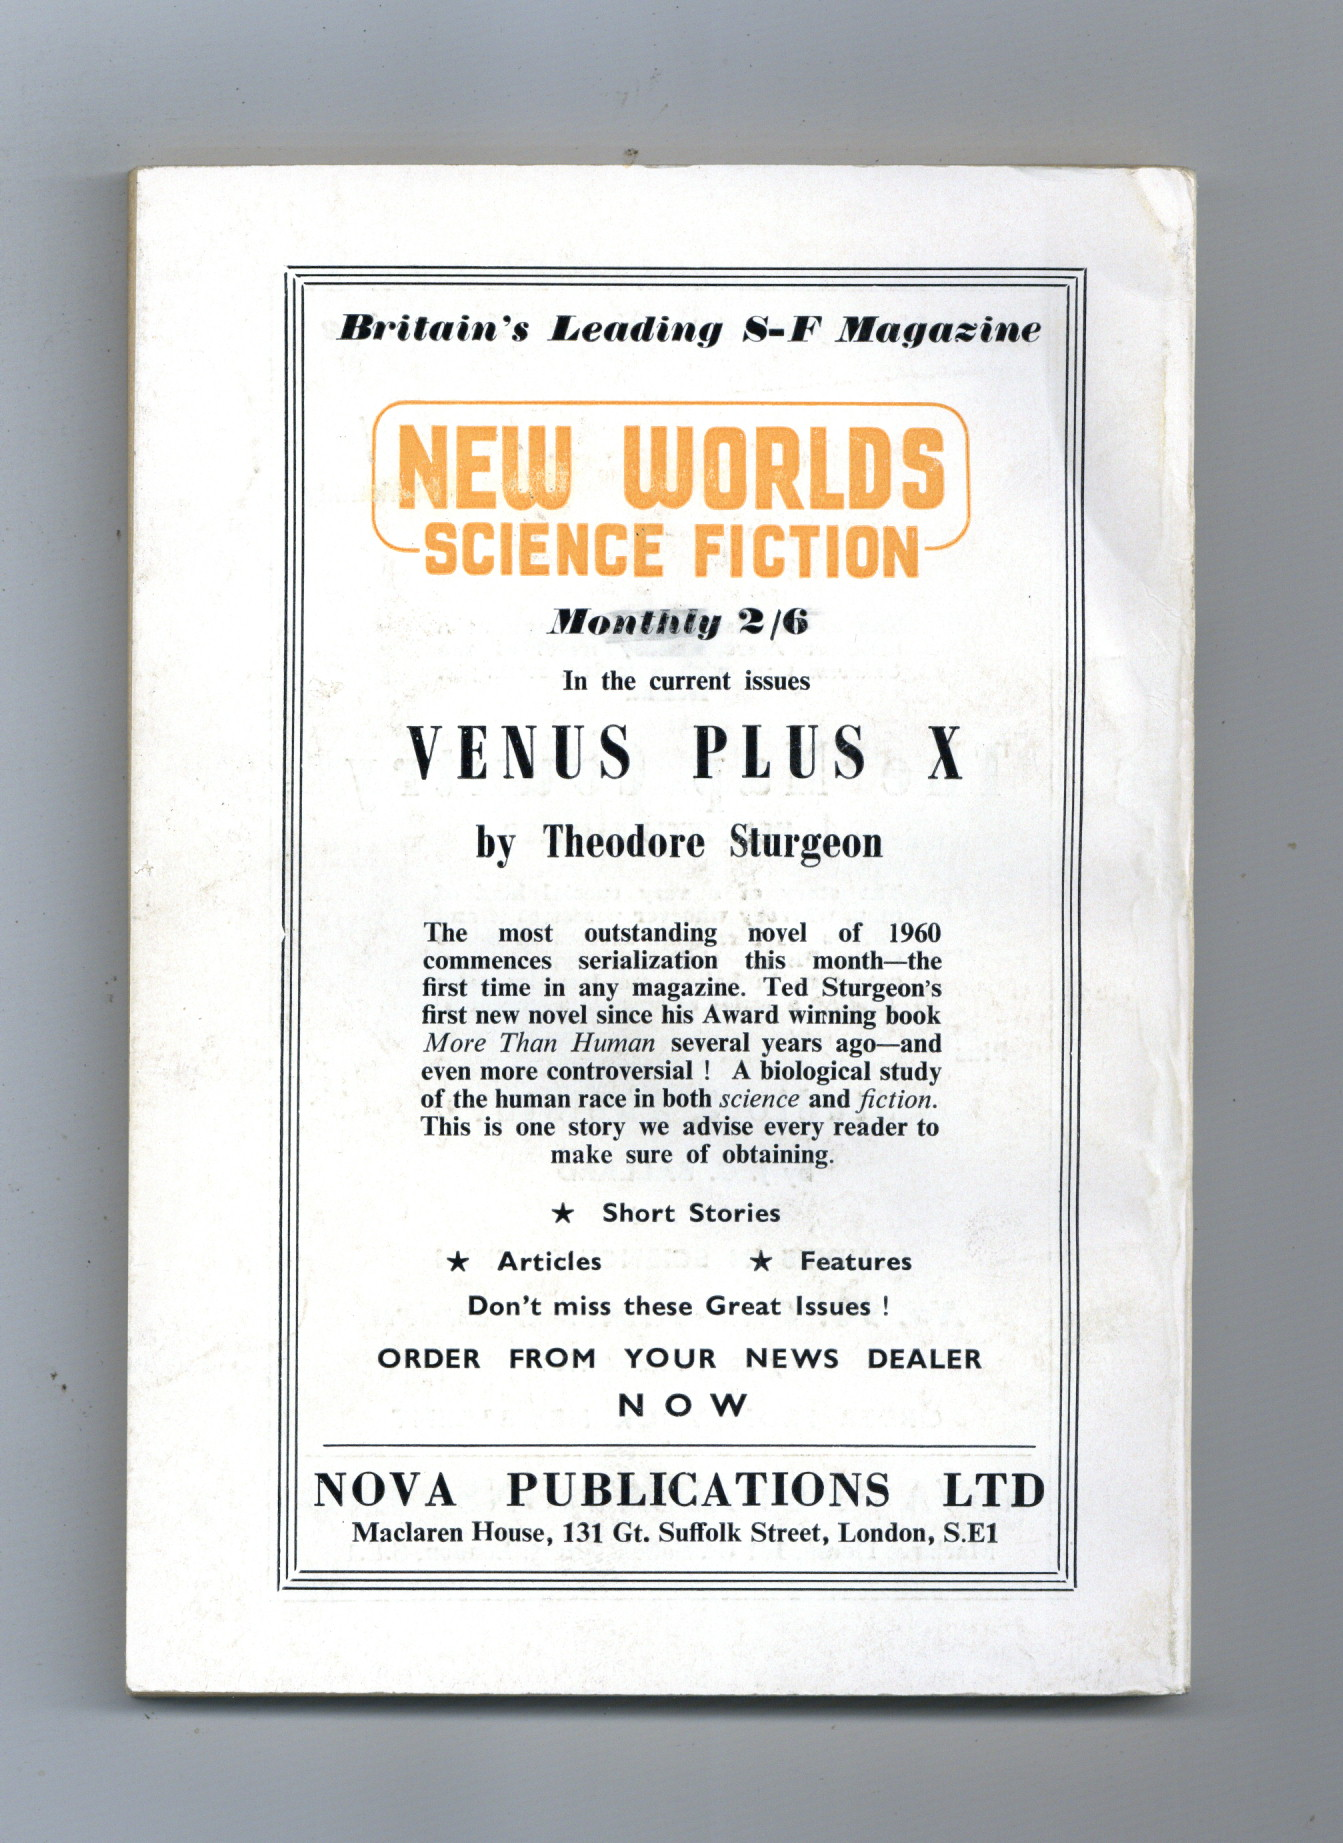 Britain's Leading S-F Magazine
NEW WORLDS
SCIENCE FICTION
Monthly 2/6
In the current issues
VENUS PLUS X
by Theodore Sturgeon
The most outstanding novel of 1960
commences serialization this month—the
first time in any magazine. Ted Sturgeon's
first new novel since his Award winning book
More Than Human several years ago—and
even more controversial ! A biological study
of the human race in both science and fiction.
This is one story we advise every reader to
make sure of obtaining.
★ Short Stories
★ Articles ★ Features
Don't miss these Great Issues !
ORDER FROM YOUR NEWS DEALER
NOW
NOVA PUBLICATIONS LTD
Maclaren House, 131 Gt. Suffolk Street, London, S.E1